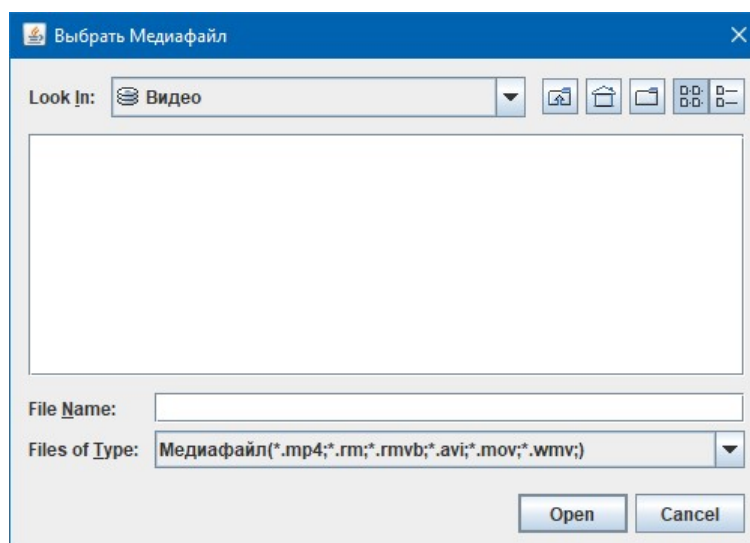 Выбрать Медиафайл
Look In: Видео
File Name:
Files of Type: Медиафайл(*.mp4;*.rm;*.rmvb;*.avi;*.mov;*.wmv;)
Open Cancel